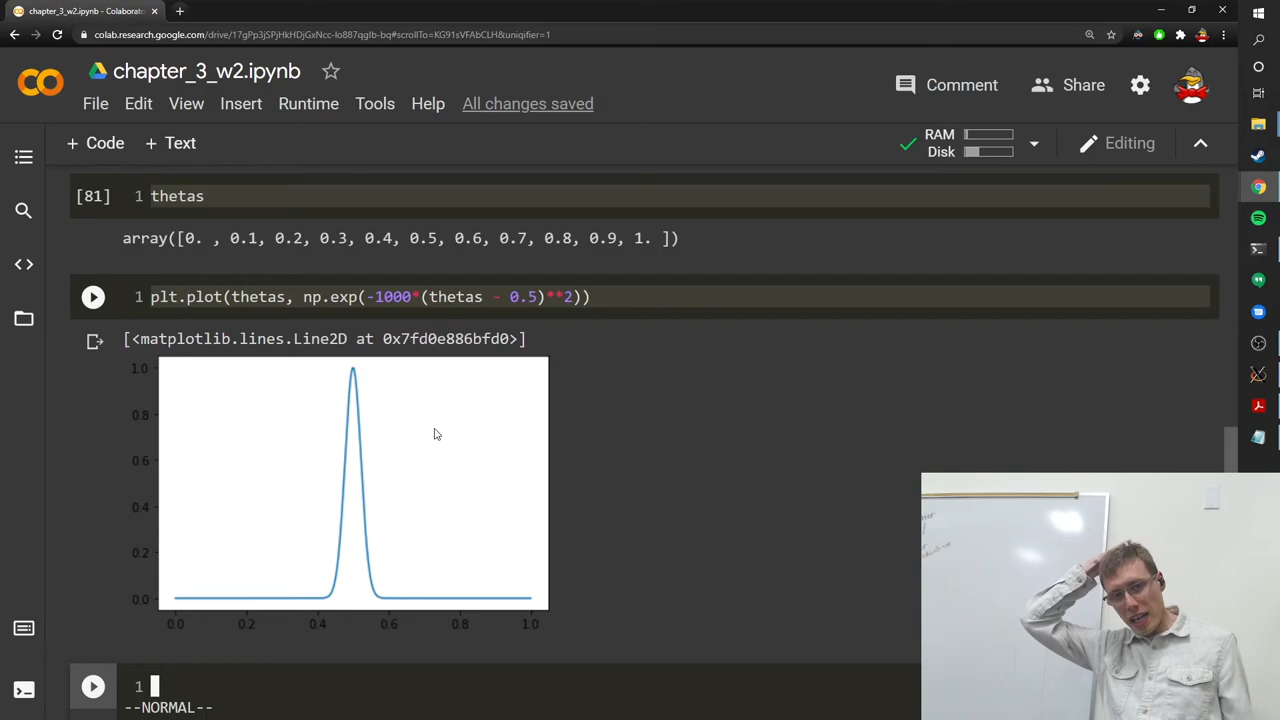 chapter_3_w2.ipynb - Colaborato
colab.research.google.com/drive/17gPp3jSPjHkHDjGxNcc-lo887qgIb-bq#scrollTo=KG91sVFAbCLH&uniqifier=1
chapter_3_w2.ipynb
Comment
Share
File Edit View Insert Runtime Tools Help All changes saved
+ Code + Text
RAM
Disk
Editing
[81] 1 thetas
array([0. , 0.1, 0.2, 0.3, 0.4, 0.5, 0.6, 0.7, 0.8, 0.9, 1. ])
1 plt.plot(thetas, np.exp(-1000*(thetas - 0.5)**2))
[<matplotlib.lines.Line2D at 0x7fd0e886bfd0>]
1.0
0.8
0.6
0.4
0.2
0.0
0.0 0.2 0.4 0.6 0.8 1.0
1
--NORMAL--